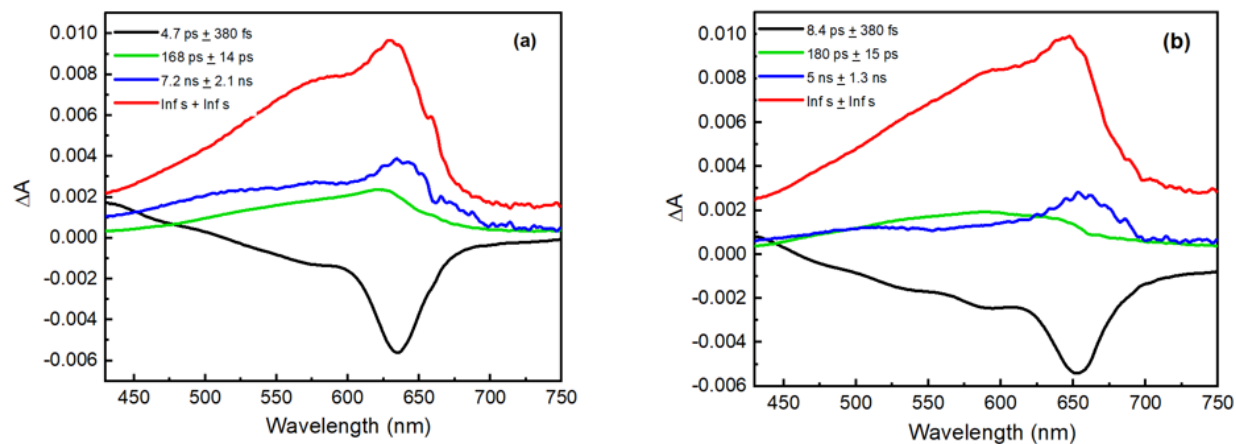 (a)
4.7 ps ± 380 fs
168 ps ± 14 ps
7.2 ns ± 2.1 ns
Inf s + Inf s
0.010
0.008
0.006
0.004
0.002
0.000
-0.002
-0.004
-0.006
ΔA
450 500 550 600 650 700 750
Wavelength (nm)
(b)
8.4 ps ± 380 fs
180 ps ± 15 ps
5 ns ± 1.3 ns
Inf s ± Inf s
0.010
0.008
0.006
0.004
0.002
0.000
-0.002
-0.004
-0.006
ΔA
450 500 550 600 650 700 750
Wavelength (nm)